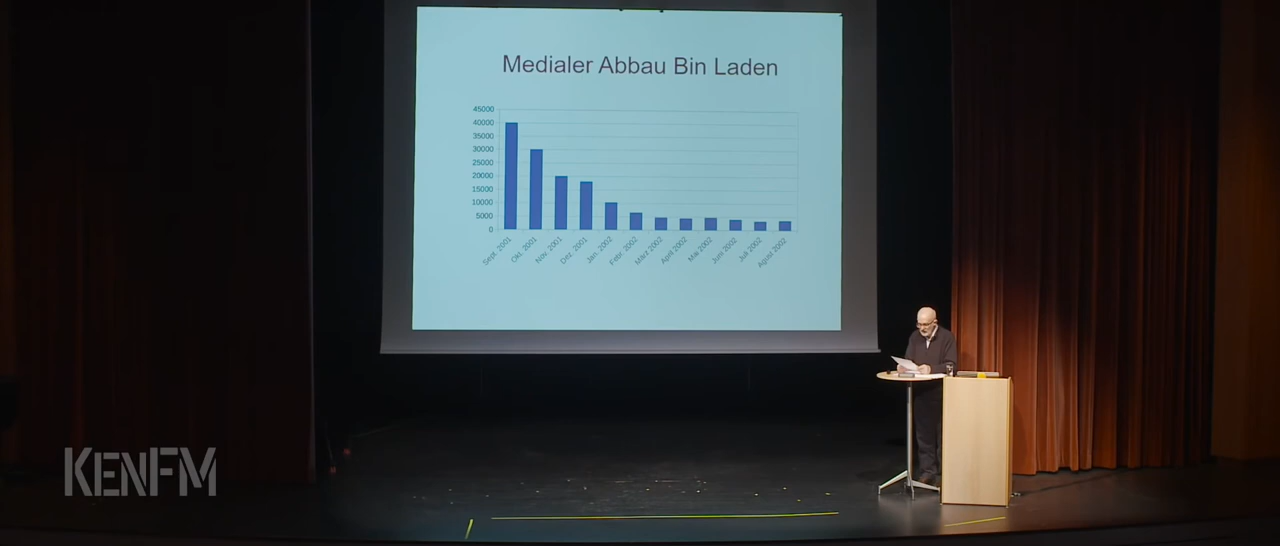 Medialer Abbau Bin Laden
45000
40000
35000
30000
25000
20000
15000
10000
5000
0
Sept. 2001
Okt. 2001
Nov. 2001
Dez. 2001
Jan. 2002
Febr. 2002
März 2002
April 2002
Mai 2002
Juni 2002
Juli 2002
Agust 2002
KENFM